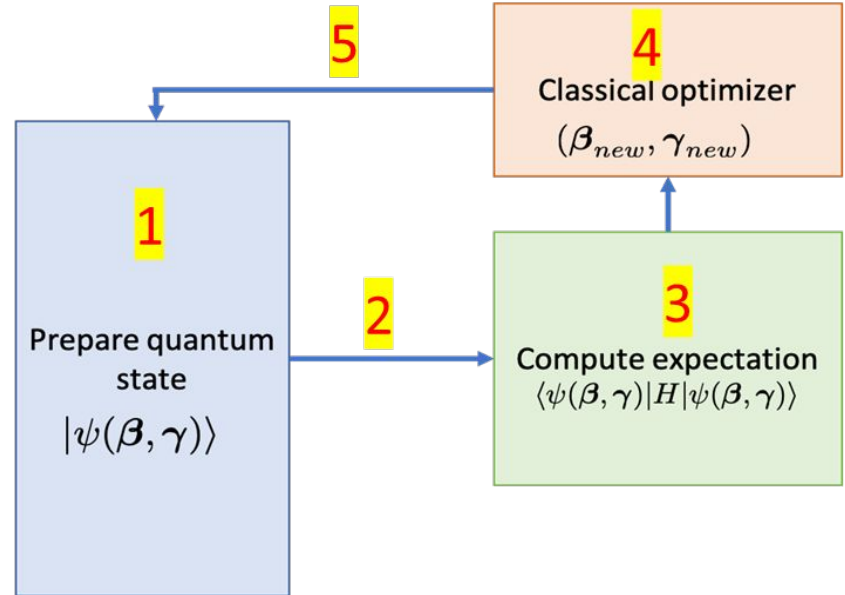 5
4
Classical optimizer
(β_new, γ_new)
1
Prepare quantum
state
|ψ(β, γ)⟩
2
3
Compute expectation
⟨ψ(β, γ)|H|ψ(β, γ)⟩